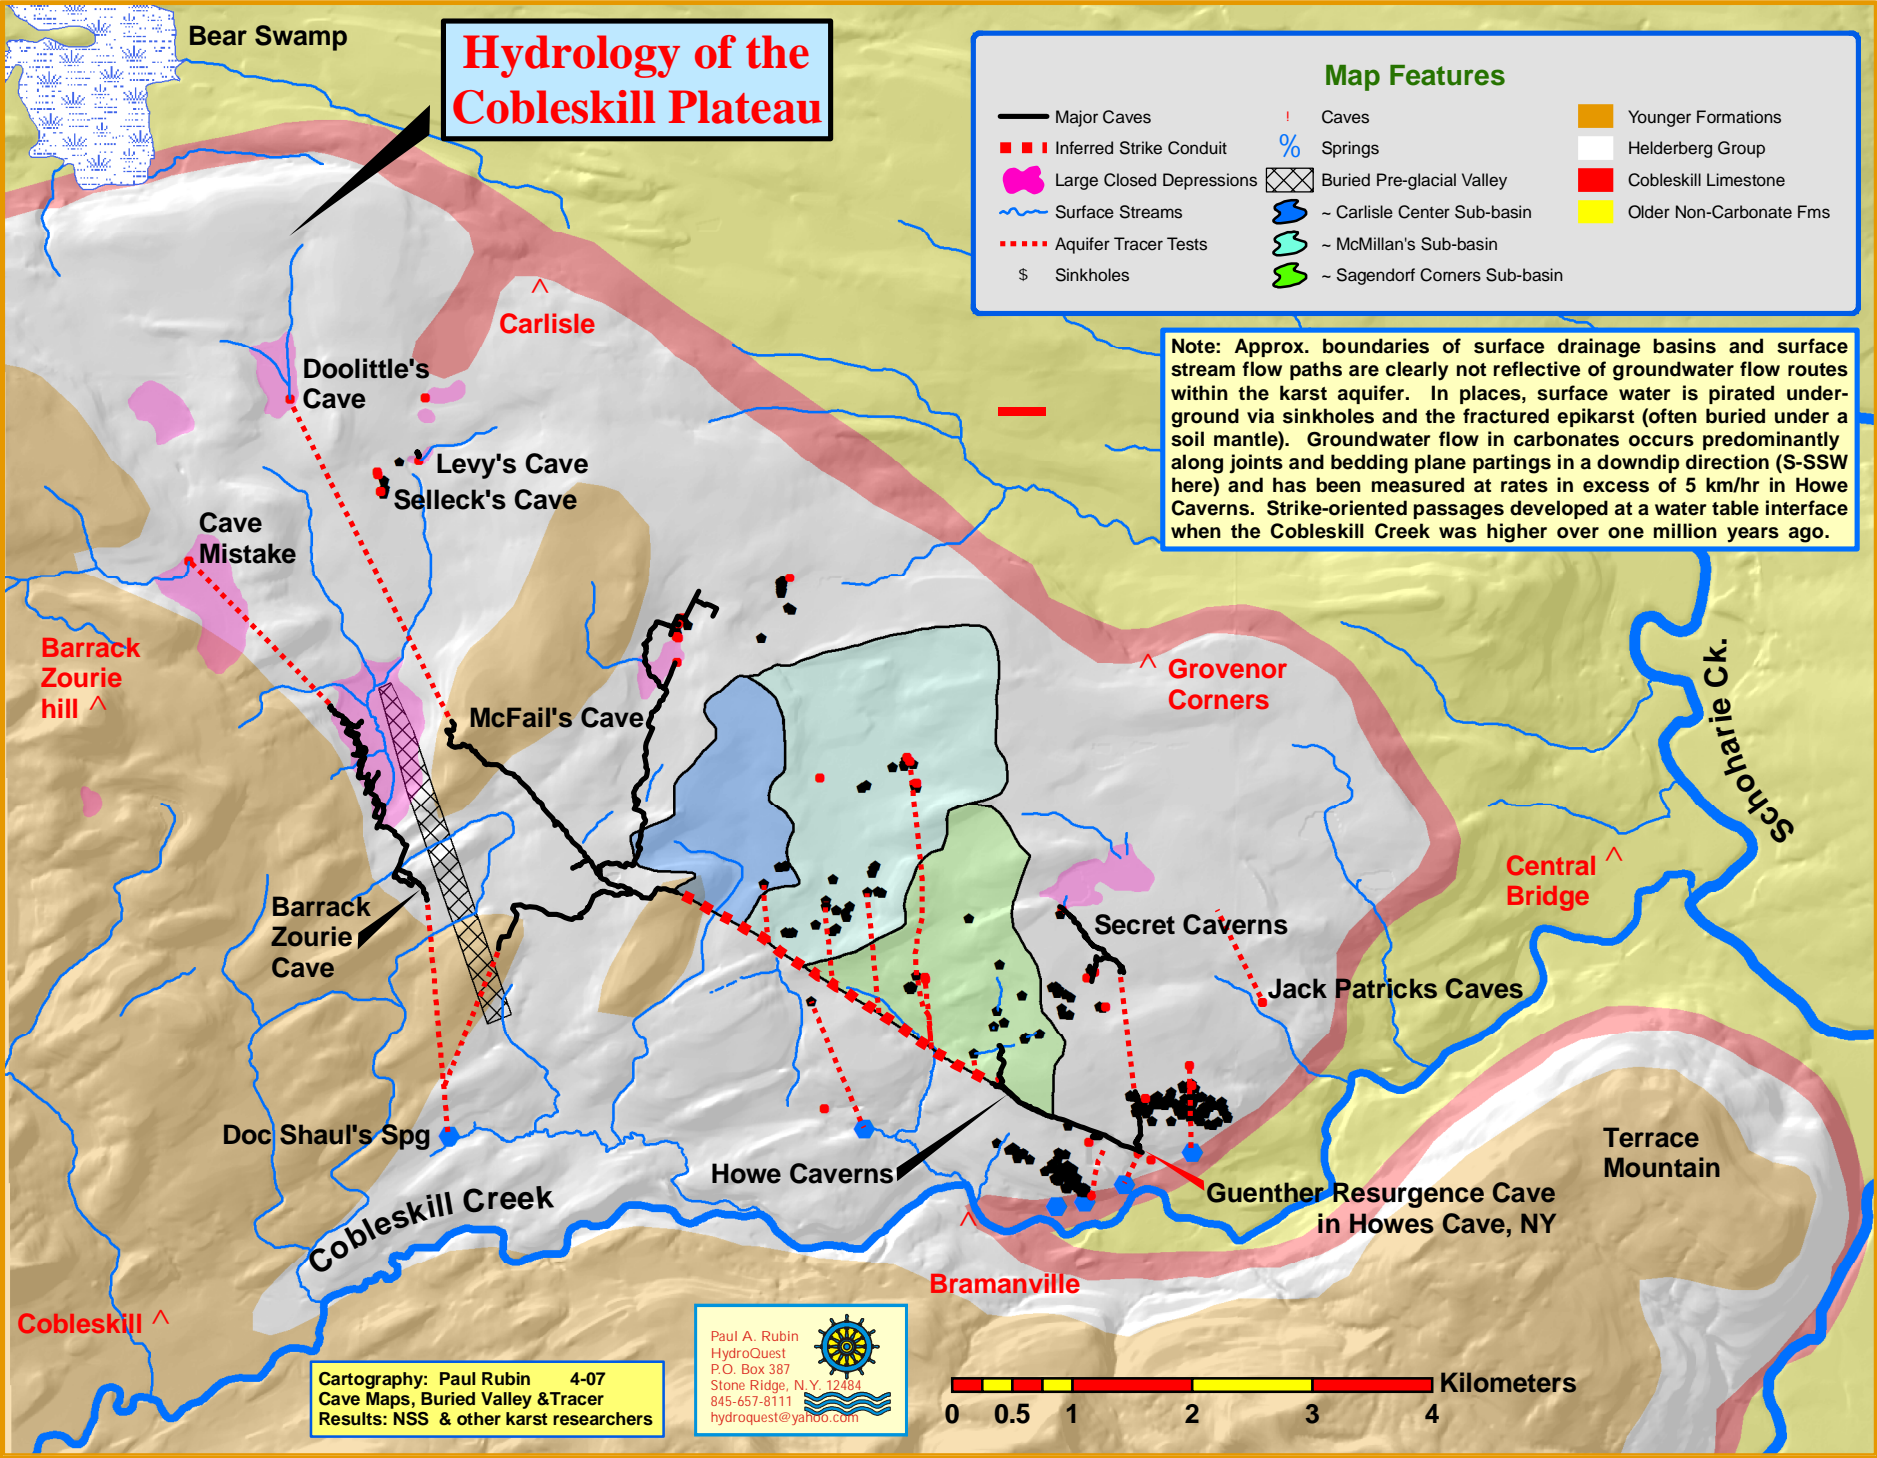 Bear Swamp
Hydrology of the
Cobleskill Plateau
Map Features
Major Caves
Inferred Strike Conduit
Large Closed Depressions
Surface Streams
Aquifer Tracer Tests
$ Sinkholes
! Caves
% Springs
Buried Pre-glacial Valley
~ Carlisle Center Sub-basin
~ McMillan's Sub-basin
~ Sagendorf Corners Sub-basin
Younger Formations
Helderberg Group
Cobleskill Limestone
Older Non-Carbonate Fms
Note: Approx. boundaries of surface drainage basins and surface
stream flow paths are clearly not reflective of groundwater flow routes
within the karst aquifer. In places, surface water is pirated under-
ground via sinkholes and the fractured epikarst (often buried under a
soil mantle). Groundwater flow in carbonates occurs predominantly
along joints and bedding plane partings in a downdip direction (S-SSW
here) and has been measured at rates in excess of 5 km/hr in Howe
Caverns. Strike-oriented passages developed at a water table interface
when the Cobleskill Creek was higher over one million years ago.
^
Carlisle
Doolittle's
Cave
Levy's Cave
Selleck's Cave
Cave
Mistake
Barrack
Zourie
hill ^
McFail's Cave
^ Grovenor
Corners
Schoharie Ck.
Central ^
Bridge
Barrack
Zourie
Cave
Secret Caverns
Jack Patricks Caves
Doc Shaul's Spg
Howe Caverns
Terrace
Mountain
Guenther Resurgence Cave
in Howes Cave, NY
Cobleskill Creek
^
Bramanville
Cobleskill ^
Cartography: Paul Rubin 4-07
Cave Maps, Buried Valley &Tracer
Results: NSS & other karst researchers
Paul A. Rubin
HydroQuest
P.O. Box 387
Stone Ridge, N.Y. 12484
845-657-8111
hydroquest@yahoo.com
Kilometers
0 0.5 1 2 3 4